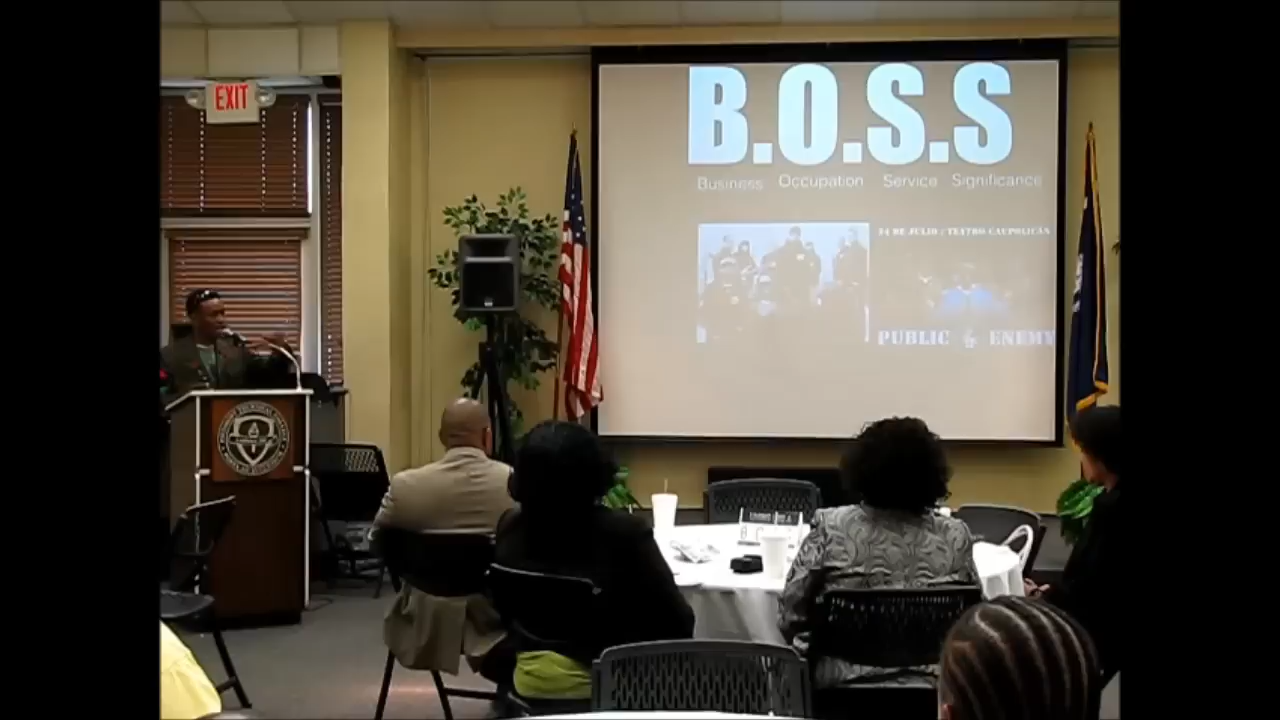 EXIT
B.O.S.S
Business Occupation Service Significance
24 DE JULIO / TEATRO CAUPOLICÁN
PUBLIC ENEMY